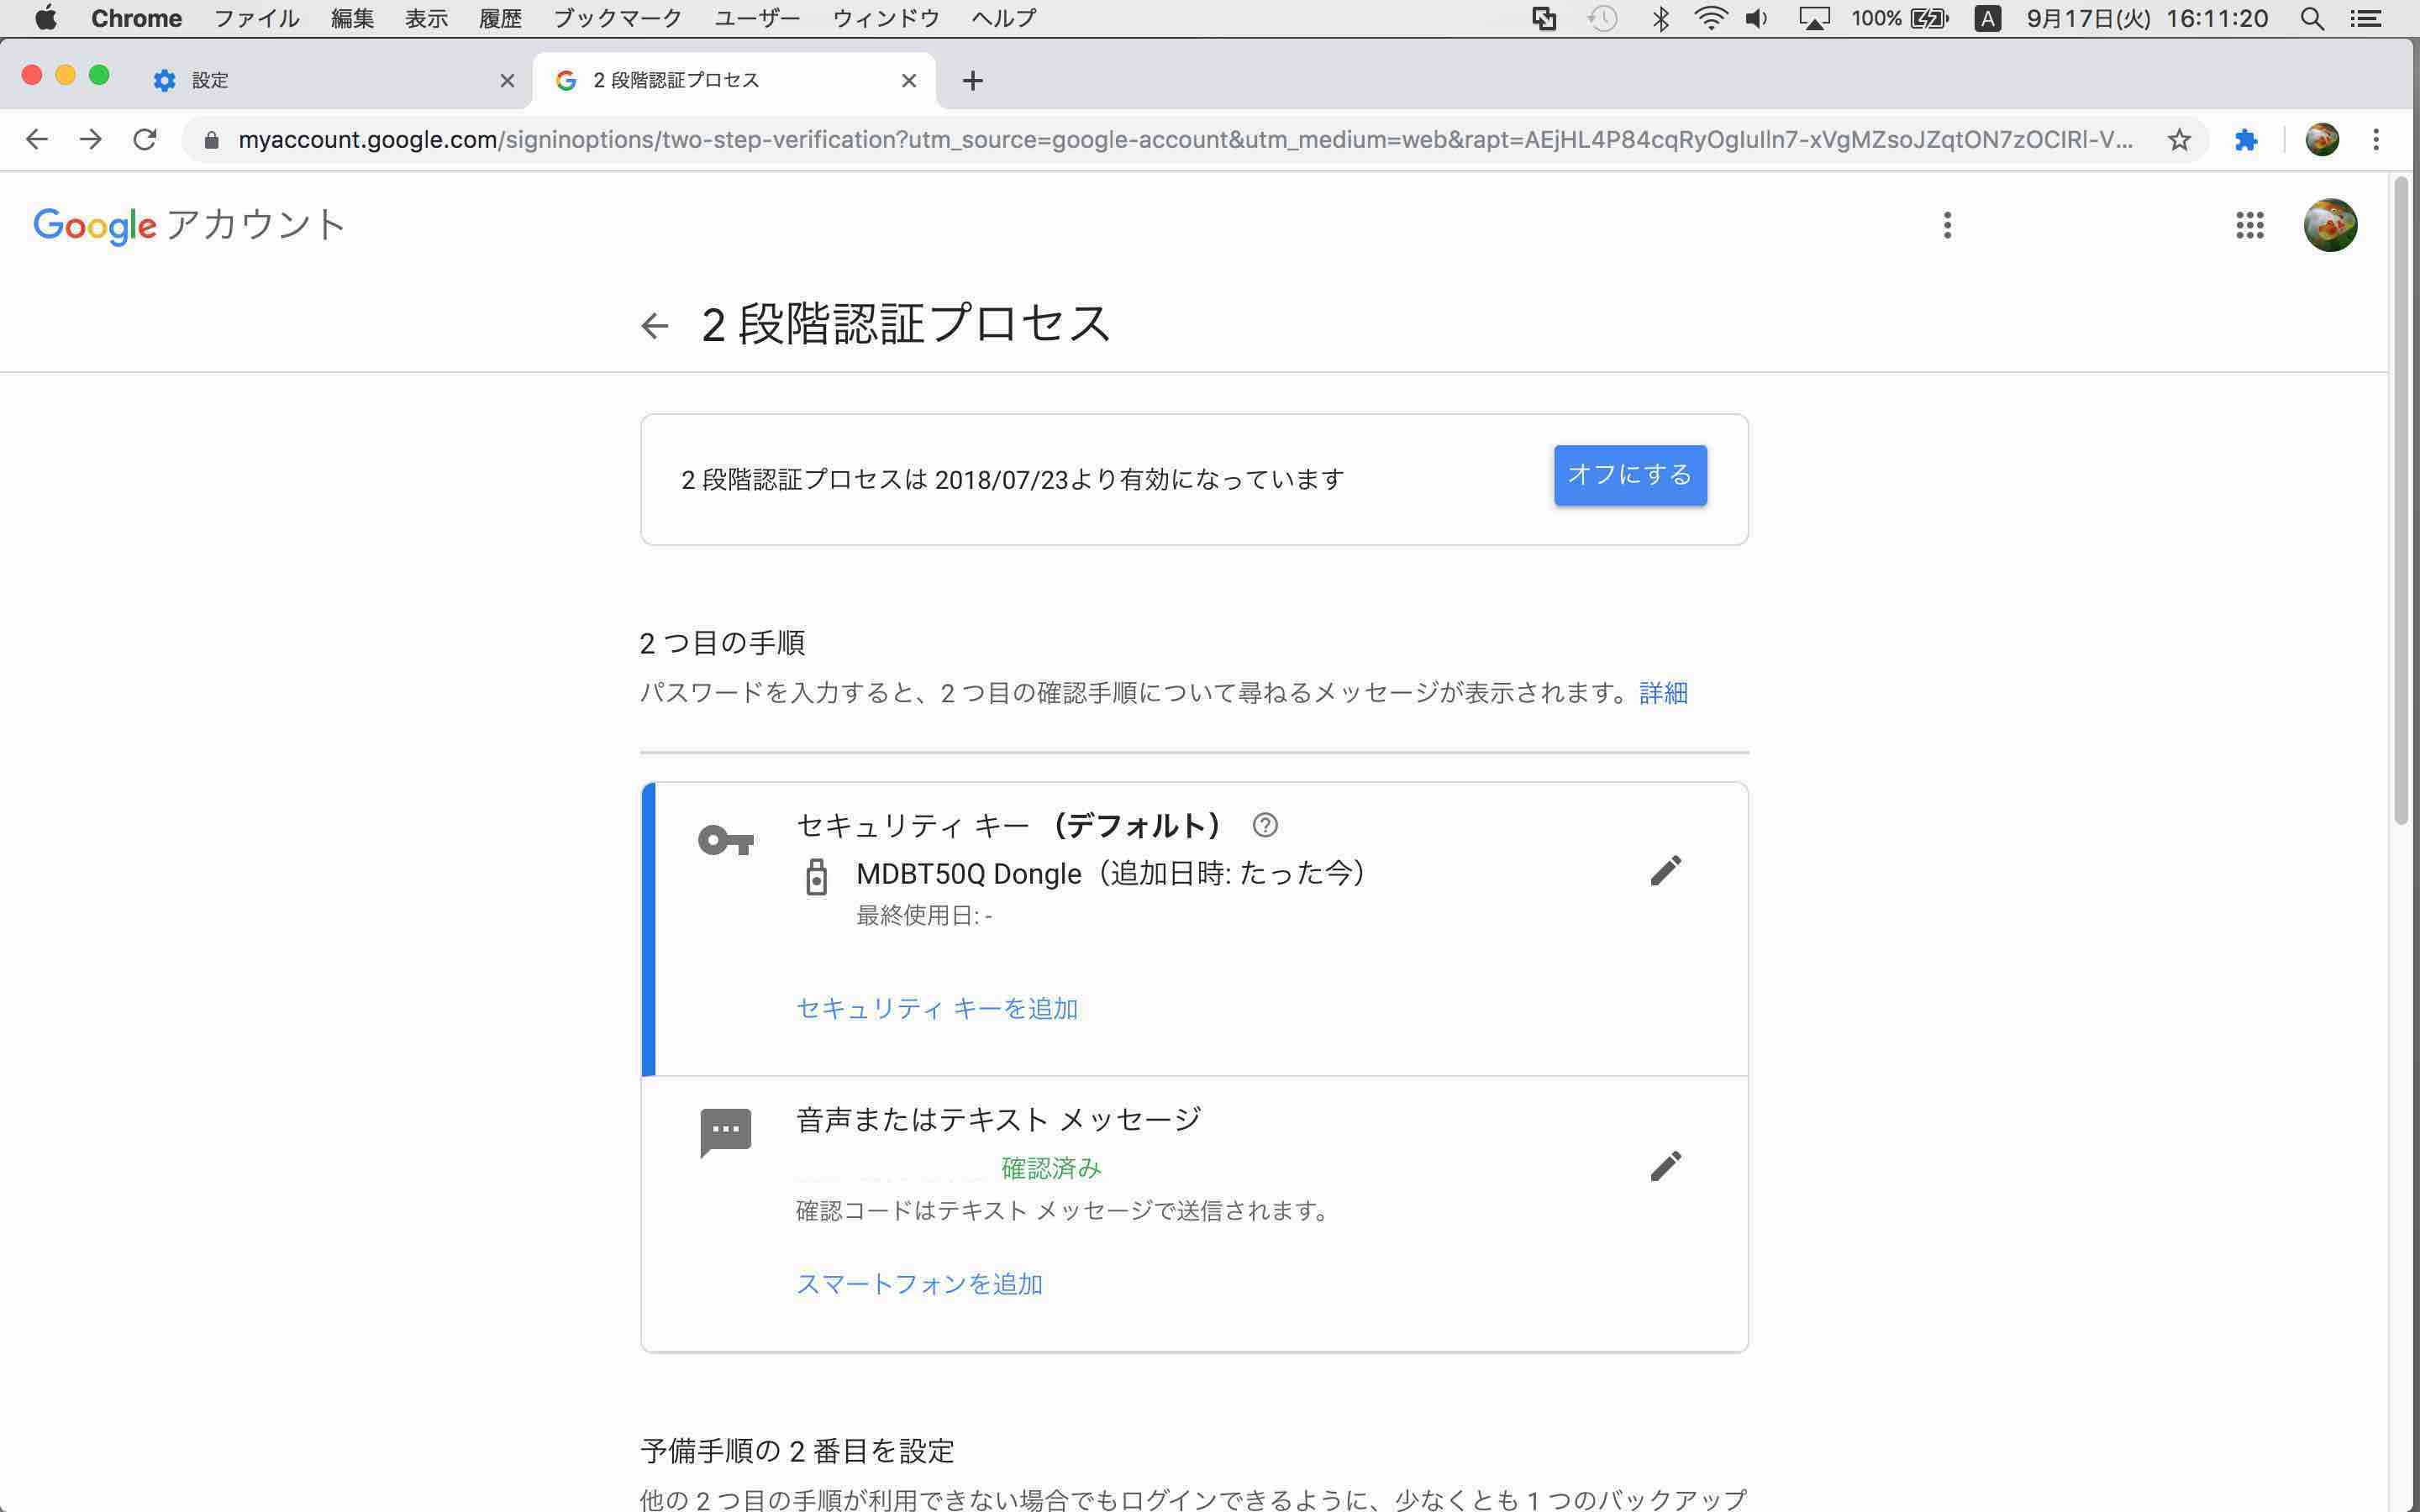 Chrome ファイル 編集 表示 履歴 ブックマーク ユーザー ウィンドウ ヘルプ 100% A 9月17日(火) 16:11:20
設定 2 段階認証プロセス
myaccount.google.com/signinoptions/two-step-verification?utm_source=google-account&utm_medium=web&rapt=AEjHL4P84cqRyOgIuIln7-xVgMZsoJZqtON7zOCIRl-V...
Google アカウント
2 段階認証プロセス
2 段階認証プロセスは 2018/07/23より有効になっています オフにする
2 つ目の手順
パスワードを入力すると、2 つ目の確認手順について尋ねるメッセージが表示されます。詳細
セキュリティ キー （デフォルト）
MDBT50Q Dongle（追加日時: たった今）
最終使用日: -
セキュリティ キーを追加
音声またはテキスト メッセージ
確認済み
確認コードはテキスト メッセージで送信されます。
スマートフォンを追加
予備手順の 2 番目を設定
他の 2 つ目の手順が利用できない場合でもログインできるように、少なくとも 1 つのバックアップ